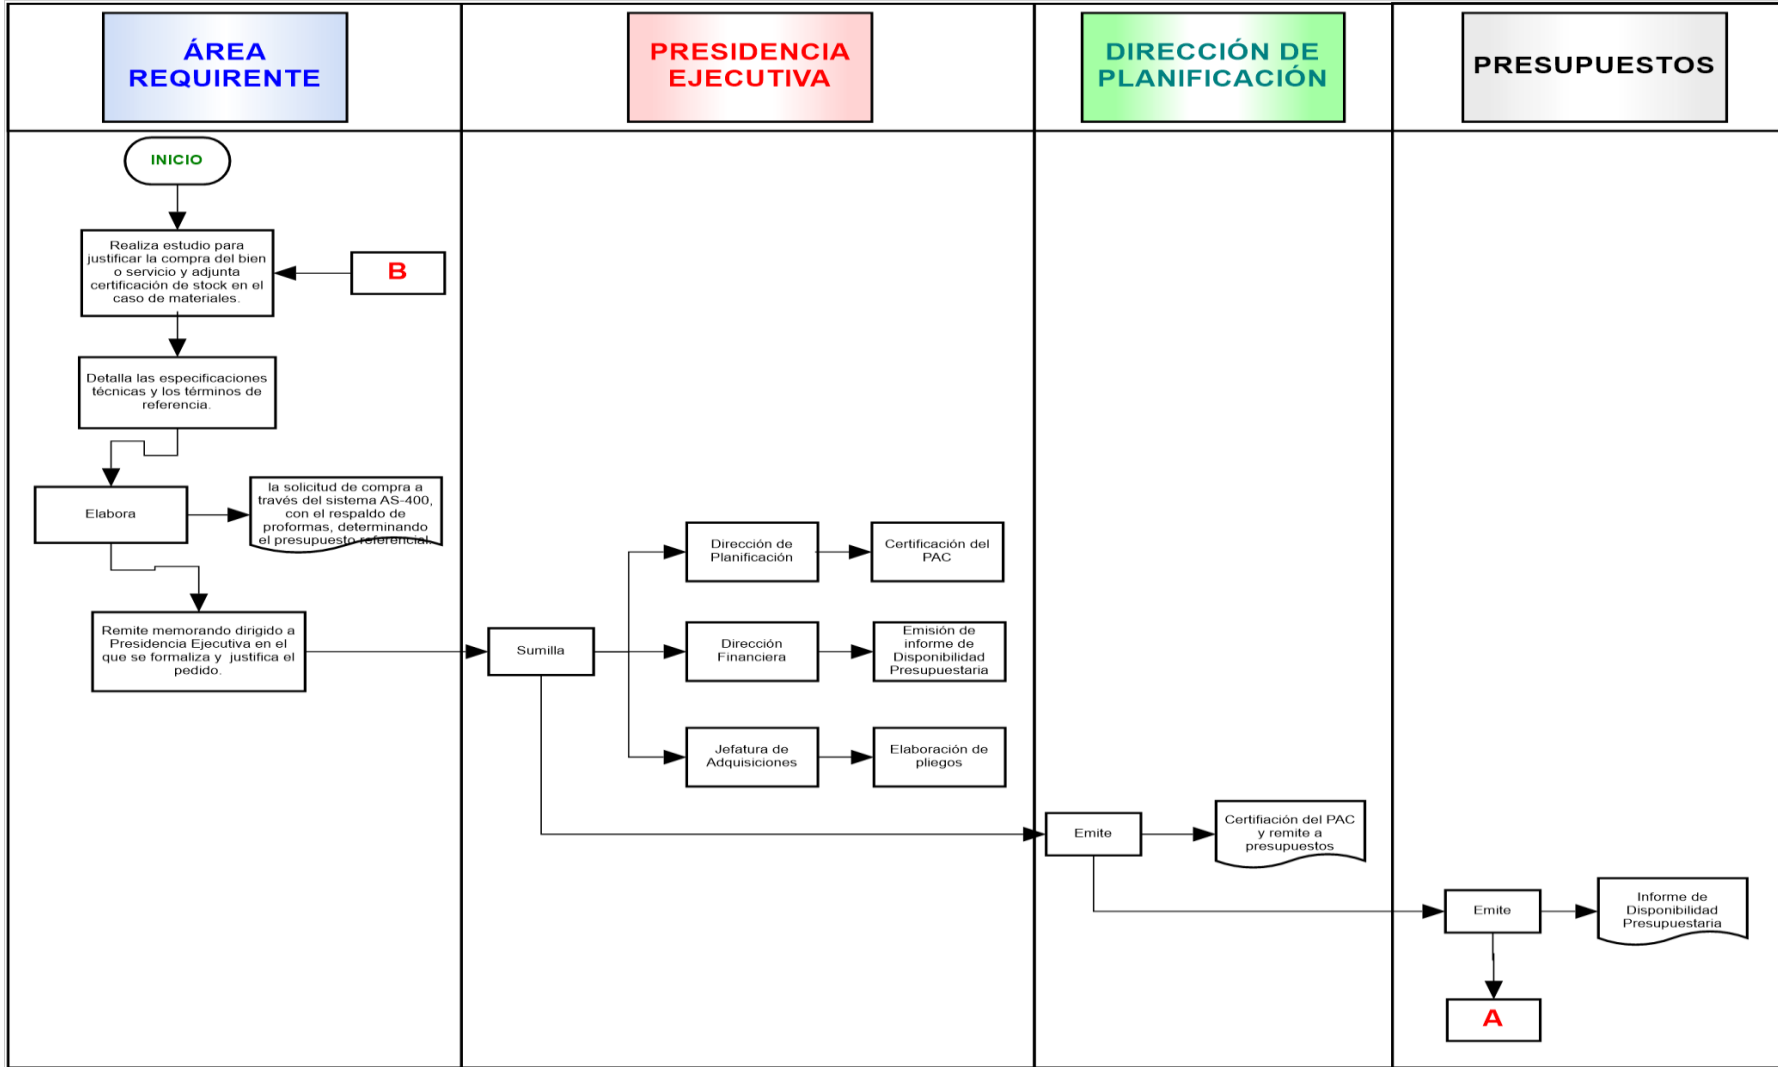 ÁREA
REQUIRENTE
PRESIDENCIA
EJECUTIVA
DIRECCIÓN DE
PLANIFICACIÓN
PRESUPUESTOS
INICIO
Realiza estudio para
justificar la compra del bien
o servicio y adjunta
certificación de stock en el
caso de materiales.
B
Detalla las especificaciones
técnicas y los términos de
referencia.
Elabora
la solicitud de compra a
través del sistema AS-400,
con el respaldo de
proformas, determinando
el presupuesto referencial.
Remite memorando dirigido a
Presidencia Ejecutiva en el
que se formaliza y  justifica el
pedido.
Sumilla
Dirección de
Planificación
Certificación del
PAC
Dirección
Financiera
Emisión de
informe de
Disponibilidad
Presupuestaria
Jefatura de
Adquisiciones
Elaboración de
pliegos
Emite
Certifiación del PAC
y remite a
presupuestos
Emite
Informe de
Disponibilidad
Presupuestaria
A